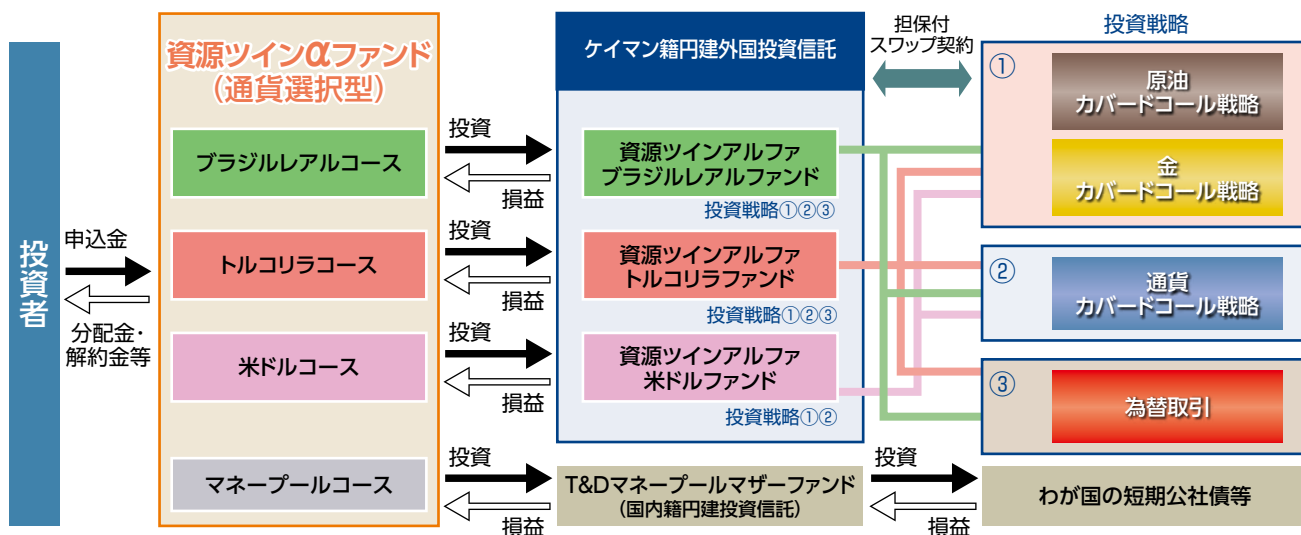 投資者
申込金
分配金・
解約金等
資源ツインαファンド
(通貨選択型)
ブラジルレアルコース
トルコリラコース
米ドルコース
マネープールコース
投資
損益
投資
損益
投資
損益
投資
損益
ケイマン籍円建外国投資信託
資源ツインアルファ
ブラジルレアルファンド
投資戦略①②③
資源ツインアルファ
トルコリラファンド
投資戦略①②③
資源ツインアルファ
米ドルファンド
投資戦略①②
T&Dマネープールマザーファンド
(国内籍円建投資信託)
担保付
スワップ契約
投資
損益
投資戦略
①
原油
カバードコール戦略
金
カバードコール戦略
②
通貨
カバードコール戦略
③
為替取引
わが国の短期公社債等